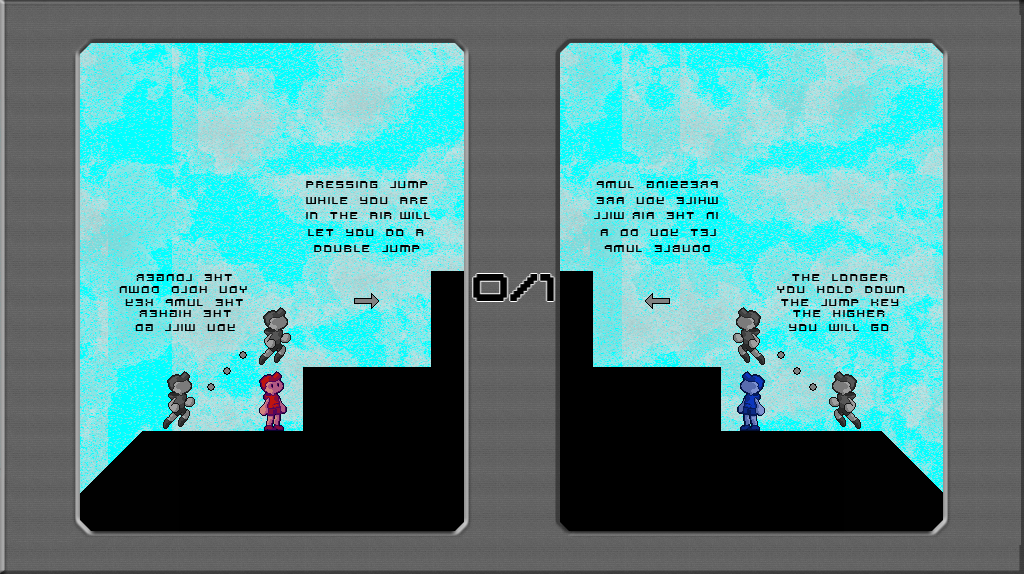 PRESSING JUMP
WHILE YOU ARE
IN THE AIR WILL
LET YOU DO A
DOUBLE JUMP
THE LONGER
YOU HOLD DOWN
THE JUMP KEY
THE HIGHER
YOU WILL GO
0/1
PRESSING JUMP
WHILE YOU ARE
IN THE AIR WILL
LET YOU DO A
DOUBLE JUMP
THE LONGER
YOU HOLD DOWN
THE JUMP KEY
THE HIGHER
YOU WILL GO